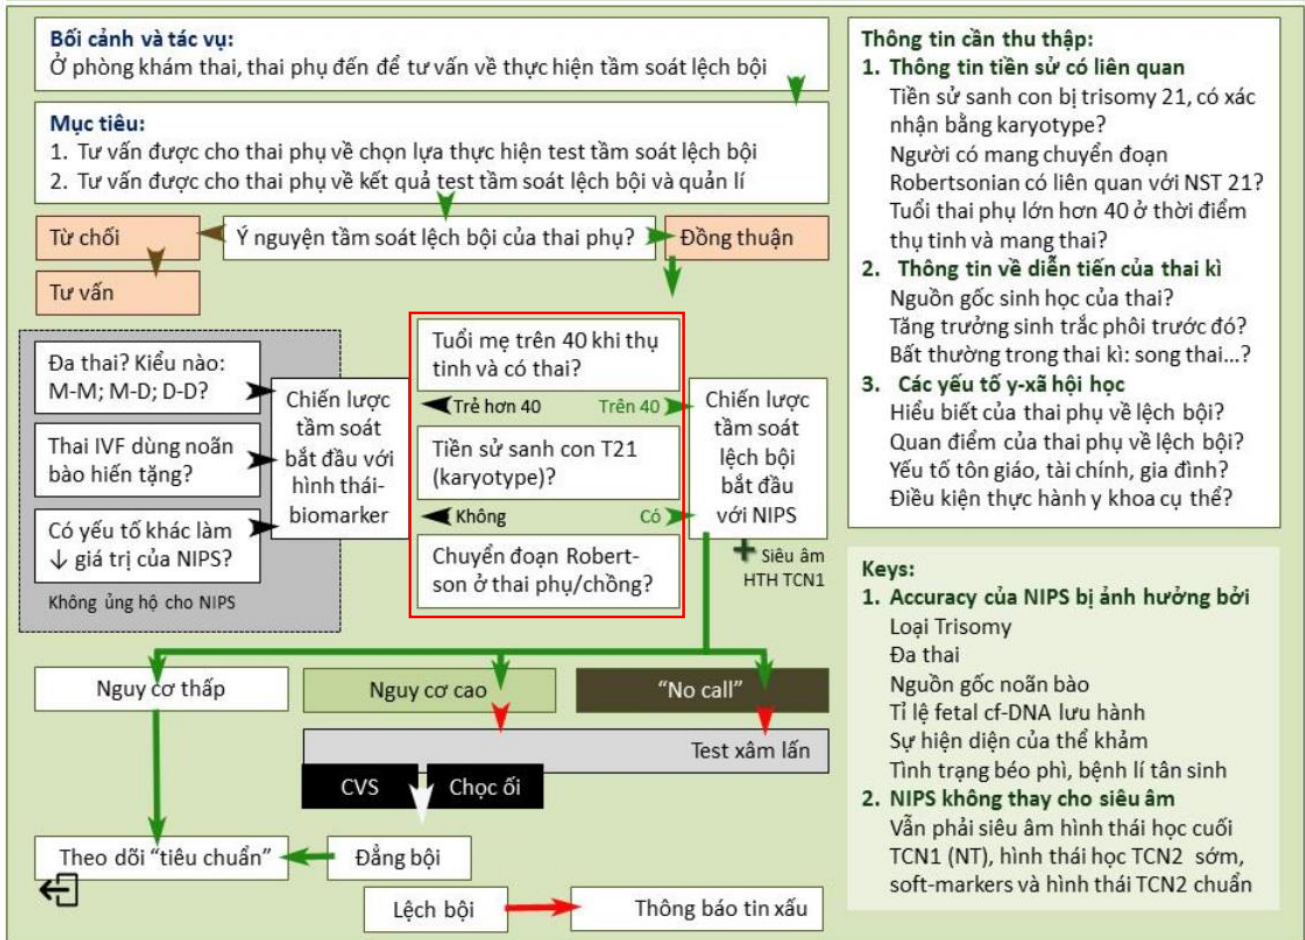 Bối cảnh và tác vụ:
Ở phòng khám thai, thai phụ đến để tư vấn về thực hiện tầm soát lệch bội
Mục tiêu:
1. Tư vấn được cho thai phụ về chọn lựa thực hiện test tầm soát lệch bội
2. Tư vấn được cho thai phụ về kết quả test tầm soát lệch bội và quản lí
Từ chối
Ý nguyện tầm soát lệch bội của thai phụ?
Đồng thuận
Tư vấn
Đa thai? Kiểu nào:
M-M; M-D; D-D?
Thai IVF dùng noãn
bào hiến tặng?
Có yếu tố khác làm
↓ giá trị của NIPS?
Không ủng hộ cho NIPS
Chiến lược
tầm soát
bắt đầu với
hình thái-
biomarker
Tuổi mẹ trên 40 khi thụ
tinh và có thai?
Trẻ hơn 40
Trên 40
Tiền sử sanh con T21
(karyotype)?
Không
Có
Chuyển đoạn Robert-
son ở thai phụ/chồng?
Chiến lược
tầm soát
lệch bội
bắt đầu
với NIPS
+ Siêu âm
HTH TCN1
Nguy cơ thấp
Nguy cơ cao
“No call”
Test xâm lấn
CVS
Chọc ối
Theo dõi “tiêu chuẩn”
Đẳng bội
Lệch bội
Thông báo tin xấu
Thông tin cần thu thập:
1. Thông tin tiền sử có liên quan
Tiền sử sanh con bị trisomy 21, có xác
nhận bằng karyotype?
Người có mang chuyển đoạn
Robertsonian có liên quan với NST 21?
Tuổi thai phụ lớn hơn 40 ở thời điểm
thụ tinh và mang thai?
2. Thông tin về diễn tiến của thai kì
Nguồn gốc sinh học của thai?
Tăng trưởng sinh trắc phôi trước đó?
Bất thường trong thai kì: song thai...?
3. Các yếu tố y-xã hội học
Hiểu biết của thai phụ về lệch bội?
Quan điểm của thai phụ về lệch bội?
Yếu tố tôn giáo, tài chính, gia đình?
Điều kiện thực hành y khoa cụ thể?
Keys:
1. Accuracy của NIPS bị ảnh hưởng bởi
Loại Trisomy
Đa thai
Nguồn gốc noãn bào
Tỉ lệ fetal cf-DNA lưu hành
Sự hiện diện của thể khảm
Tình trạng béo phì, bệnh lí tân sinh
2. NIPS không thay cho siêu âm
Vẫn phải siêu âm hình thái học cuối
TCN1 (NT), hình thái học TCN2 sớm,
soft-markers và hình thái TCN2 chuẩn